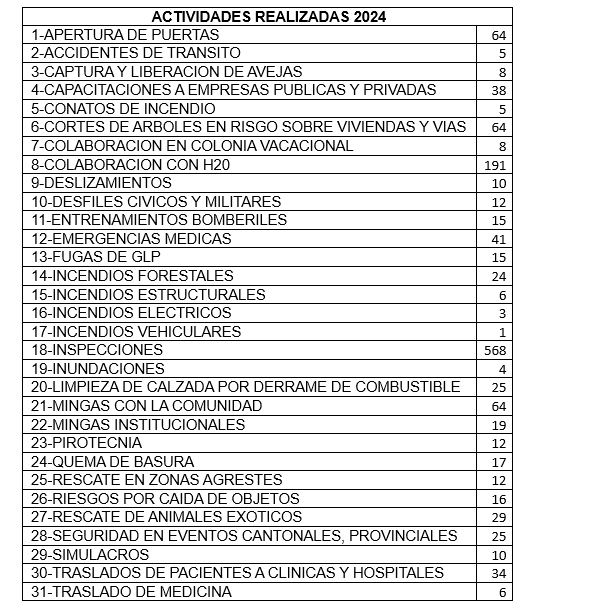 ACTIVIDADES REALIZADAS 2024
1-APERTURA DE PUERTAS 64
2-ACCIDENTES DE TRANSITO 5
3-CAPTURA Y LIBERACION DE AVEJAS 8
4-CAPACITACIONES A EMPRESAS PUBLICAS Y PRIVADAS 38
5-CONATOS DE INCENDIO 5
6-CORTES DE ARBOLES EN RISGO SOBRE VIVIENDAS Y VIAS 64
7-COLABORACION EN COLONIA VACACIONAL 8
8-COLABORACION CON H20 191
9-DESLIZAMIENTOS 10
10-DESFILES CIVICOS Y MILITARES 12
11-ENTRENAMIENTOS BOMBERILES 15
12-EMERGENCIAS MEDICAS 41
13-FUGAS DE GLP 15
14-INCENDIOS FORESTALES 24
15-INCENDIOS ESTRUCTURALES 6
16-INCENDIOS ELECTRICOS 3
17-INCENDIOS VEHICULARES 1
18-INSPECCIONES 568
19-INUNDACIONES 4
20-LIMPIEZA DE CALZADA POR DERRAME DE COMBUSTIBLE 25
21-MINGAS CON LA COMUNIDAD 64
22-MINGAS INSTITUCIONALES 19
23-PIROTECNIA 12
24-QUEMA DE BASURA 17
25-RESCATE EN ZONAS AGRESTES 12
26-RIESGOS POR CAIDA DE OBJETOS 16
27-RESCATE DE ANIMALES EXOTICOS 29
28-SEGURIDAD EN EVENTOS CANTONALES, PROVINCIALES 25
29-SIMULACROS 10
30-TRASLADOS DE PACIENTES A CLINICAS Y HOSPITALES 34
31-TRASLADO DE MEDICINA 6